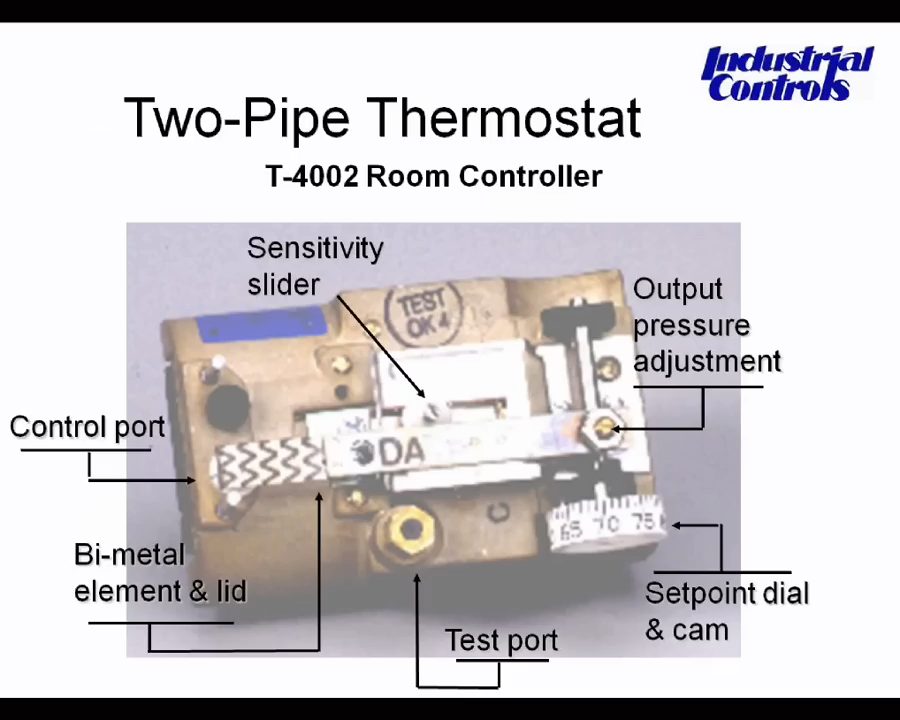 Industrial
Controls
Two-Pipe Thermostat
T-4002 Room Controller
Sensitivity
slider
Output
pressure
adjustment
TEST
OK 4
Control port
DA
C
65 70 75
Bi-metal
element & lid
Setpoint dial
& cam
Test port